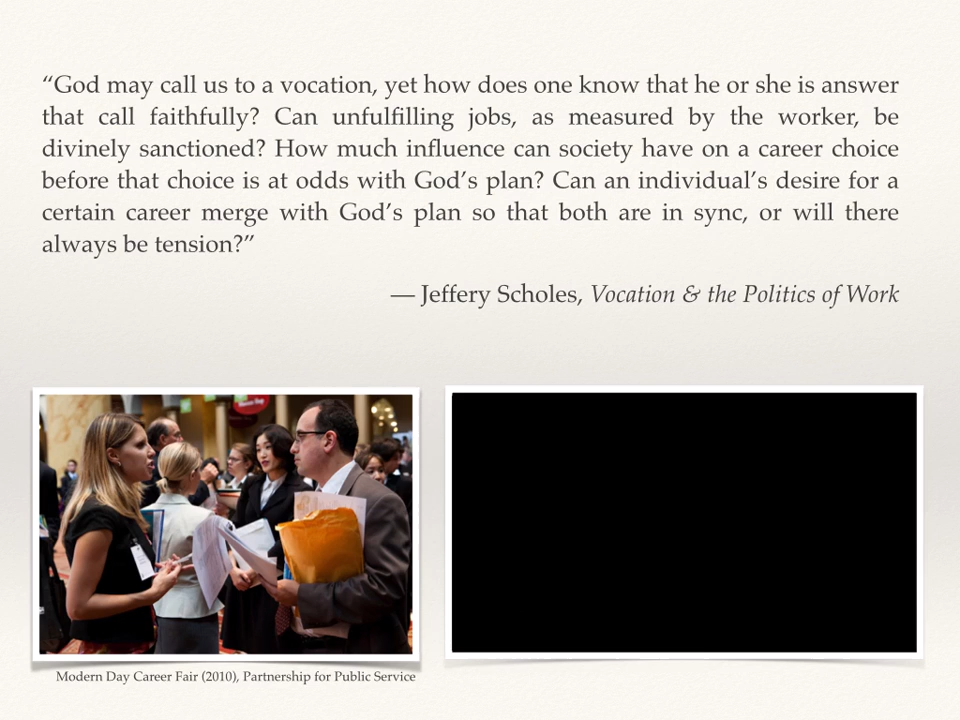 “God may call us to a vocation, yet how does one know that he or she is answer
that call faithfully? Can unfulfilling jobs, as measured by the worker, be
divinely sanctioned? How much influence can society have on a career choice
before that choice is at odds with God’s plan? Can an individual’s desire for a
certain career merge with God’s plan so that both are in sync, or will there
always be tension?”
— Jeffery Scholes, Vocation & the Politics of Work
Modern Day Career Fair (2010), Partnership for Public Service